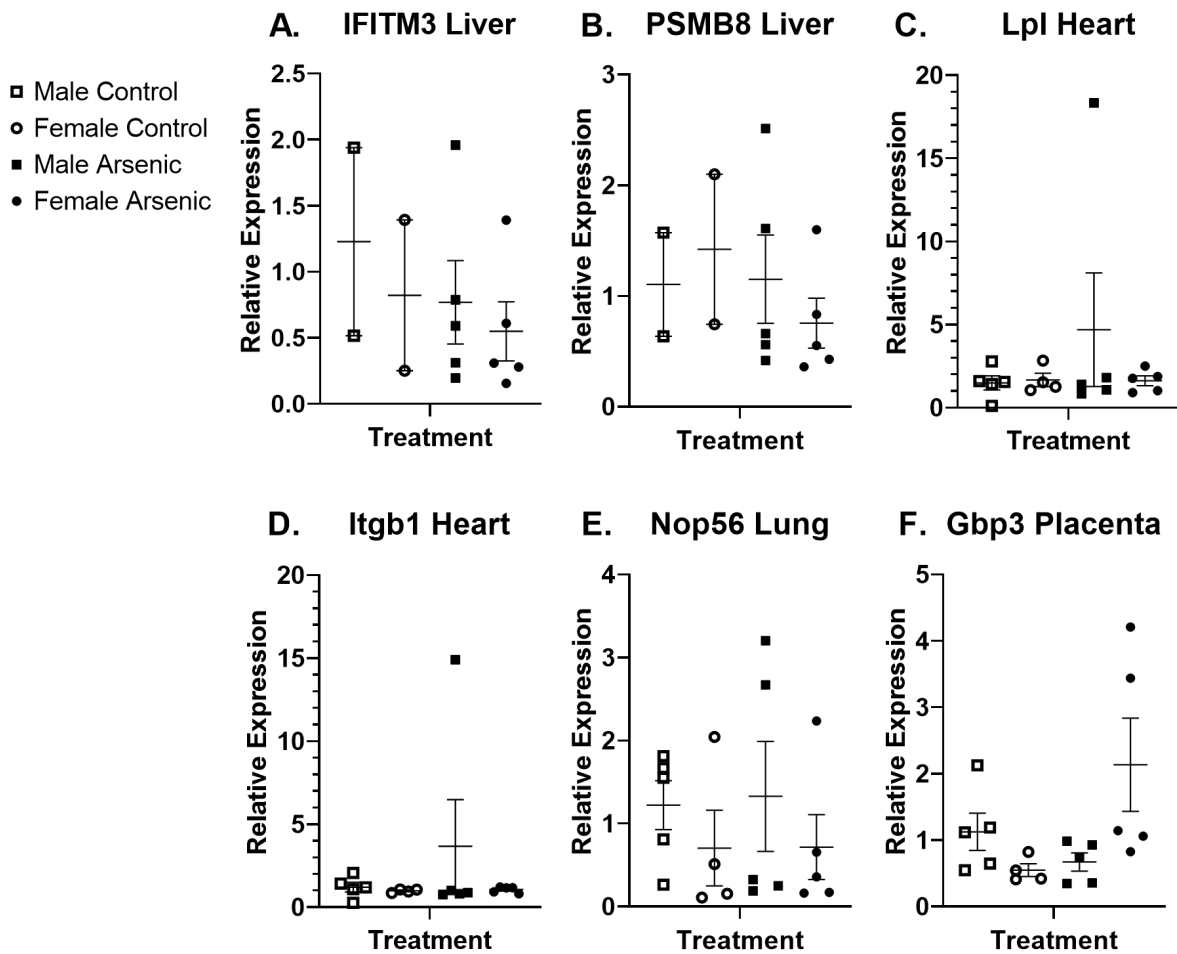 A. IFITM3 Liver
B. PSMB8 Liver
C. Lpl Heart
Male Control
Female Control
Male Arsenic
Female Arsenic
Relative Expression
2.5
2.0
1.5
1.0
0.5
0.0
Treatment
Relative Expression
3
2
1
0
Treatment
Relative Expression
20
15
10
5
0
Treatment
D. Itgb1 Heart
E. Nop56 Lung
F. Gbp3 Placenta
Relative Expression
20
15
10
5
0
Treatment
Relative Expression
4
3
2
1
0
Treatment
Relative Expression
5
4
3
2
1
0
Treatment